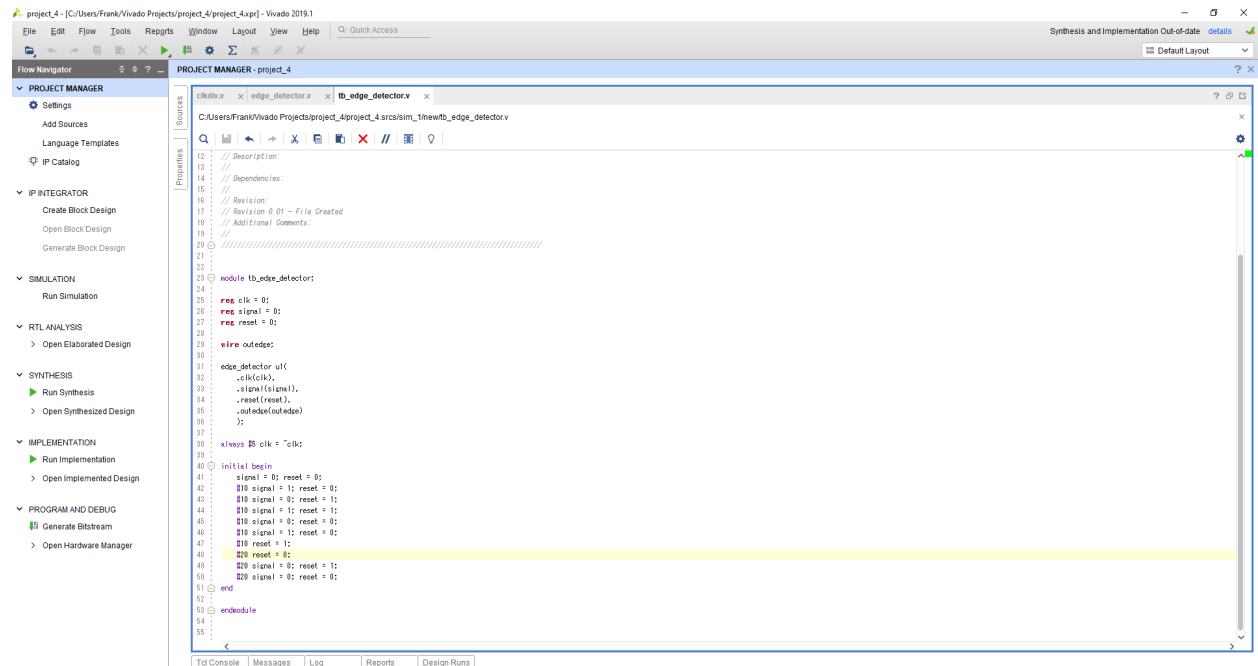 project_4 - [C:/Users/Frank/Vivado Projects/project_4/project_4.xpr] - Vivado 2019.1
File Edit Flow Tools Reports Window Layout View Help Quick Access
Synthesis and Implementation Out-of-date details
Default Layout
Flow Navigator
PROJECT MANAGER - project_4
PROJECT MANAGER
Settings
Add Sources
Language Templates
IP Catalog
IP INTEGRATOR
Create Block Design
Open Block Design
Generate Block Design
SIMULATION
Run Simulation
RTL ANALYSIS
Open Elaborated Design
SYNTHESIS
Run Synthesis
Open Synthesized Design
IMPLEMENTATION
Run Implementation
Open Implemented Design
PROGRAM AND DEBUG
Generate Bitstream
Open Hardware Manager
Sources
Properties
clkdiv.v edge_detector.v tb_edge_detector.v
C:/Users/Frank/Vivado Projects/project_4/project_4.srcs/sim_1/new/tb_edge_detector.v
12 // Description:
13 //
14 // Dependencies:
15 //
16 // Revision:
17 // Revision 0.01 - File Created
18 // Additional Comments:
19 //
20 //////////////////////////////////////////////////////////////////////////////////
21
22
23 module tb_edge_detector;
24
25 reg clk = 0;
26 reg signal = 0;
27 reg reset = 0;
28
29 wire outedge;
30
31 edge_detector u1(
32 .clk(clk),
33 .signal(signal),
34 .reset(reset),
35 .outedge(outedge)
36 );
37
38 always #5 clk = ~clk;
39
40 initial begin
41 signal = 0; reset = 0;
42 #10 signal = 1; reset = 0;
43 #10 signal = 0; reset = 1;
44 #10 signal = 1; reset = 1;
45 #10 signal = 0; reset = 0;
46 #10 signal = 1; reset = 0;
47 #10 reset = 1;
48 #20 reset = 0;
49 #20 signal = 0; reset = 1;
50 #20 signal = 0; reset = 0;
51 end
52
53 endmodule
54
55
Tcl Console Messages Log Reports Design Runs